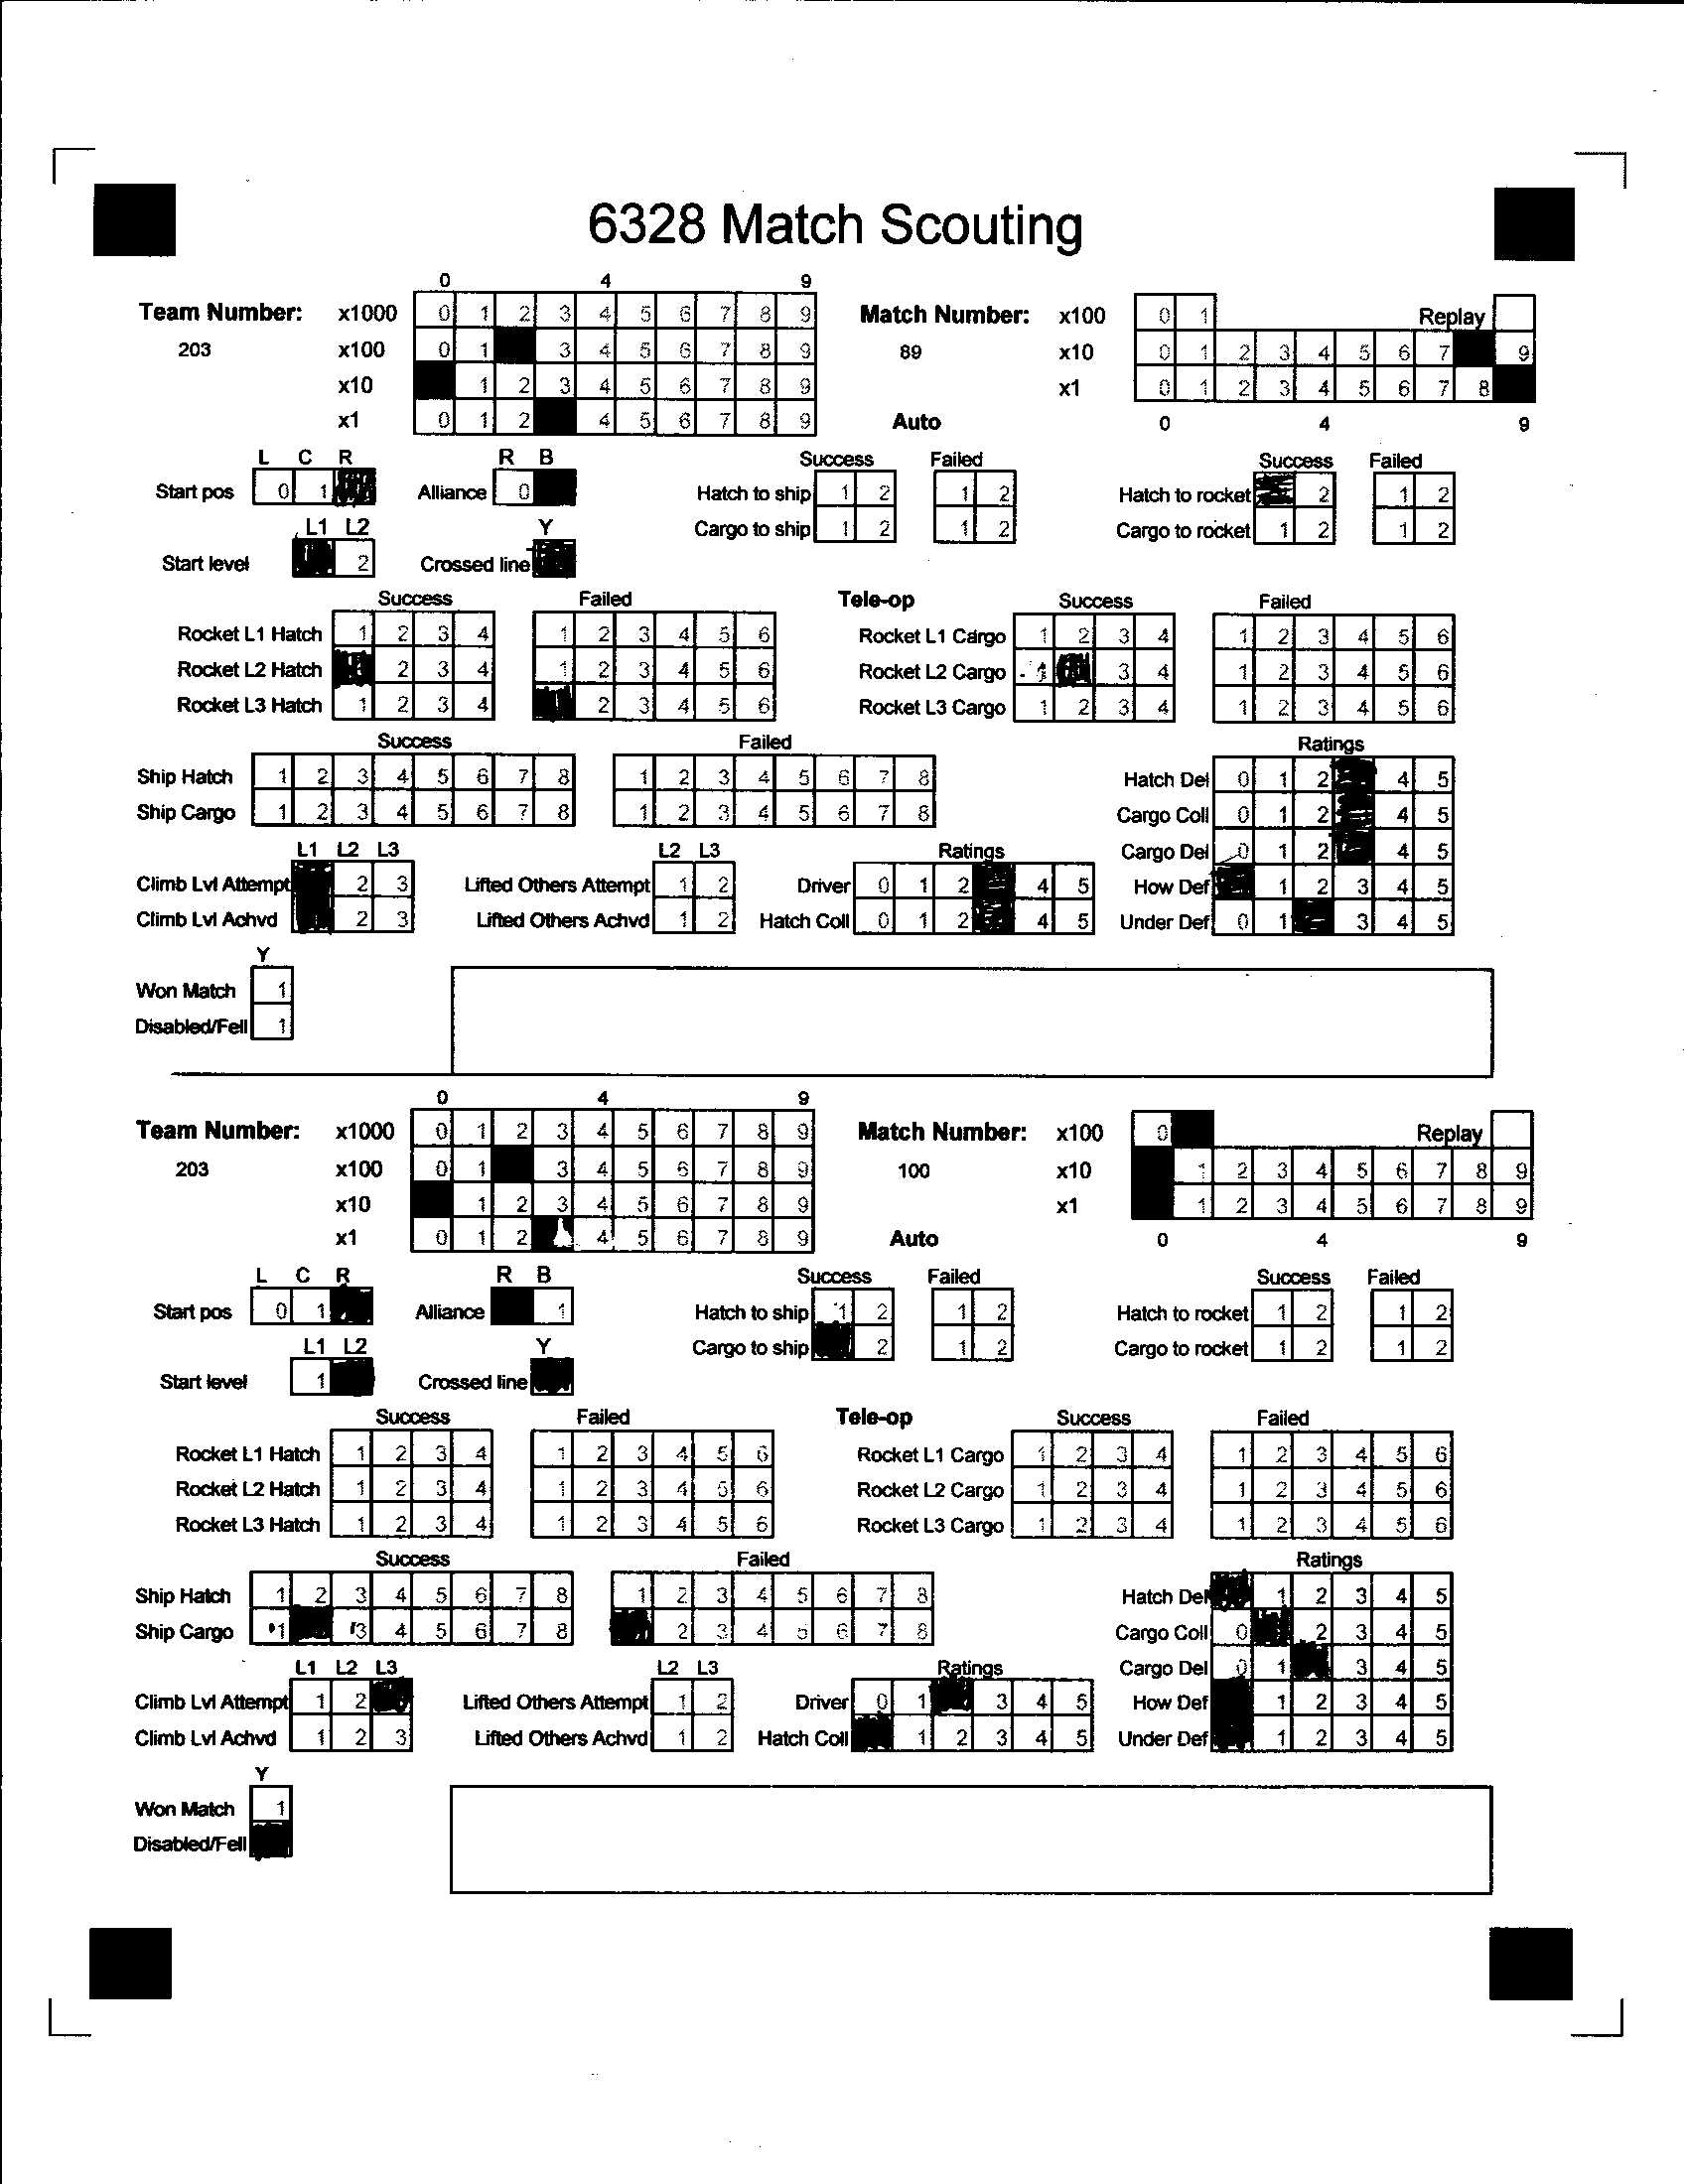 6328 Match Scouting
0 4 9
Team Number: x1000 0 1 2 3 4 5 6 7 8 9 Match Number: x100 0 1 Replay
203 x100 0 1 3 4 5 6 7 8 9 89 x10 0 1 2 3 4 5 6 7 9
x10 1 2 3 4 5 6 7 8 9 x1 0 1 2 3 4 5 6 7 8
x1 0 1 2 4 5 6 7 8 9 Auto 0 4 9
L C R R B Success Failed Success Failed
Start pos 0 1 Alliance 0 Hatch to ship 1 2 1 2 Hatch to rocket 2 1 2
L1 L2 Y Cargo to ship 1 2 1 2 Cargo to rocket 1 2 1 2
Start level 2 Crossed line
Success Failed Tele-op Success Failed
Rocket L1 Hatch 1 2 3 4 1 2 3 4 5 6 Rocket L1 Cargo 1 2 3 4 1 2 3 4 5 6
Rocket L2 Hatch 2 3 4 1 2 3 4 5 6 Rocket L2 Cargo 1 3 4 1 2 3 4 5 6
Rocket L3 Hatch 1 2 3 4 2 3 4 5 6 Rocket L3 Cargo 1 2 3 4 1 2 3 4 5 6
Success Failed Ratings
Ship Hatch 1 2 3 4 5 6 7 8 1 2 3 4 5 6 7 8 Hatch Del 0 1 2 4 5
Ship Cargo 1 2 3 4 5 6 7 8 1 2 3 4 5 6 7 8 Cargo Coll 0 1 2 4 5
L1 L2 L3 L2 L3 Ratings Cargo Del 0 1 2 4 5
Climb Lvl Attempt 2 3 Lifted Others Attempt 1 2 Driver 0 1 2 4 5 How Def 1 2 3 4 5
Climb Lvl Achvd 2 3 Lifted Others Achvd 1 2 Hatch Coll 0 1 2 4 5 Under Def 0 1 3 4 5
Y
Won Match 1
Disabled/Fell 1
0 4 9
Team Number: x1000 0 1 2 3 4 5 6 7 8 9 Match Number: x100 0 Replay
203 x100 0 1 3 4 5 6 7 8 9 100 x10 1 2 3 4 5 6 7 8 9
x10 1 2 3 4 5 6 7 8 9 x1 1 2 3 4 5 6 7 8 9
x1 0 1 2 4 5 6 7 8 9 Auto 0 4 9
L C R R B Success Failed Success Failed
Start pos 0 1 Alliance 1 Hatch to ship 1 2 1 2 Hatch to rocket 1 2 1 2
L1 L2 Y Cargo to ship 2 1 2 Cargo to rocket 1 2 1 2
Start level 1 Crossed line
Success Failed Tele-op Success Failed
Rocket L1 Hatch 1 2 3 4 1 2 3 4 5 6 Rocket L1 Cargo 1 2 3 4 1 2 3 4 5 6
Rocket L2 Hatch 1 2 3 4 1 2 3 4 5 6 Rocket L2 Cargo 1 2 3 4 1 2 3 4 5 6
Rocket L3 Hatch 1 2 3 4 1 2 3 4 5 6 Rocket L3 Cargo 1 2 3 4 1 2 3 4 5 6
Success Failed Ratings
Ship Hatch 1 2 3 4 5 6 7 8 1 2 3 4 5 6 7 8 Hatch Del 1 2 3 4 5
Ship Cargo 1 3 4 5 6 7 8 2 3 4 5 6 7 8 Cargo Coll 0 2 3 4 5
L1 L2 L3 L2 L3 Ratings Cargo Del 0 1 3 4 5
Climb Lvl Attempt 1 2 Lifted Others Attempt 1 2 Driver 0 1 3 4 5 How Def 1 2 3 4 5
Climb Lvl Achvd 1 2 3 Lifted Others Achvd 1 2 Hatch Coll 1 2 3 4 5 Under Def 1 2 3 4 5
Y
Won Match 1
Disabled/Fell